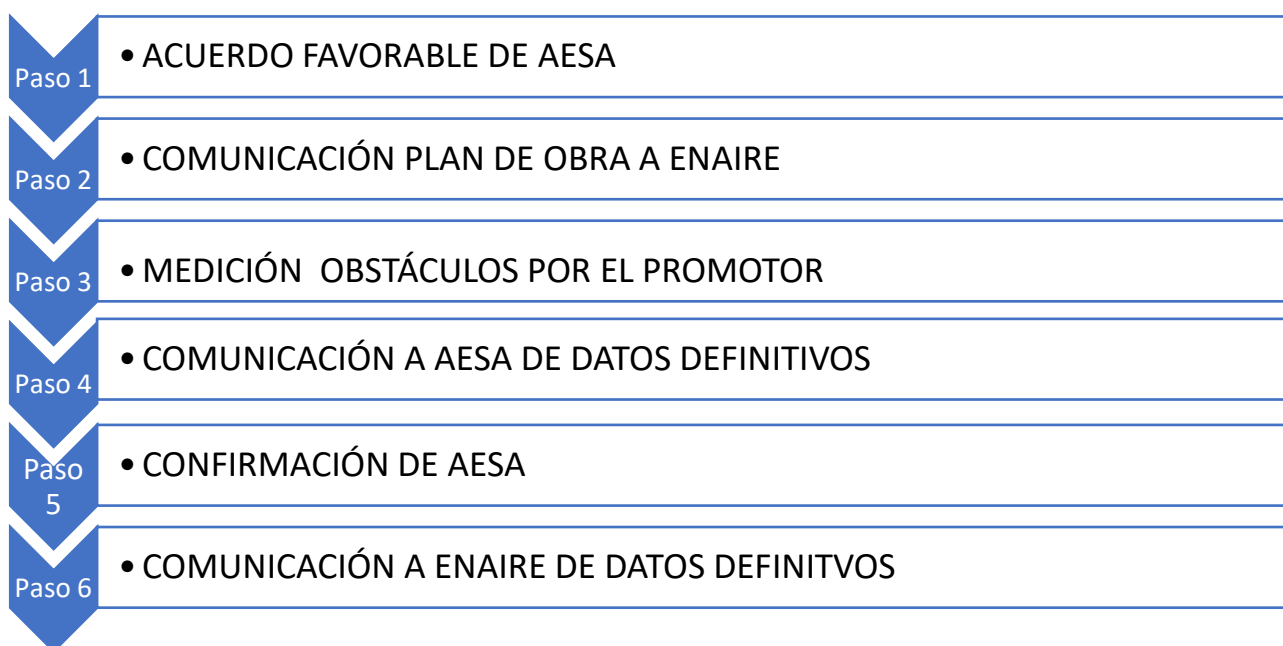 Paso 1
• ACUERDO FAVORABLE DE AESA
Paso 2
• COMUNICACIÓN PLAN DE OBRA A ENAIRE
Paso 3
• MEDICIÓN OBSTÁCULOS POR EL PROMOTOR
Paso 4
• COMUNICACIÓN A AESA DE DATOS DEFINITIVOS
Paso
5
• CONFIRMACIÓN DE AESA
Paso 6
• COMUNICACIÓN A ENAIRE DE DATOS DEFINITVOS